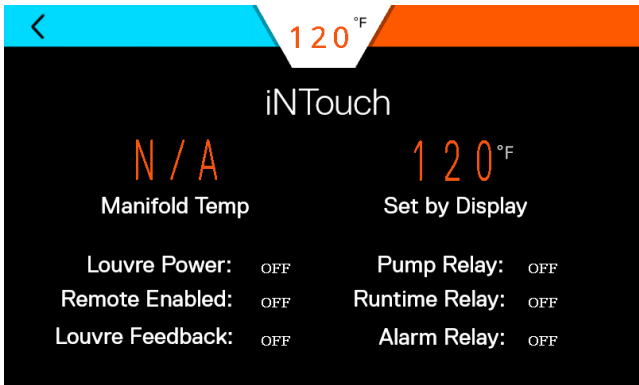 120°F
iNTouch
N/A 120°F
Manifold Temp Set by Display
Louvre Power: OFF Pump Relay: OFF
Remote Enabled: OFF Runtime Relay: OFF
Louvre Feedback: OFF Alarm Relay: OFF